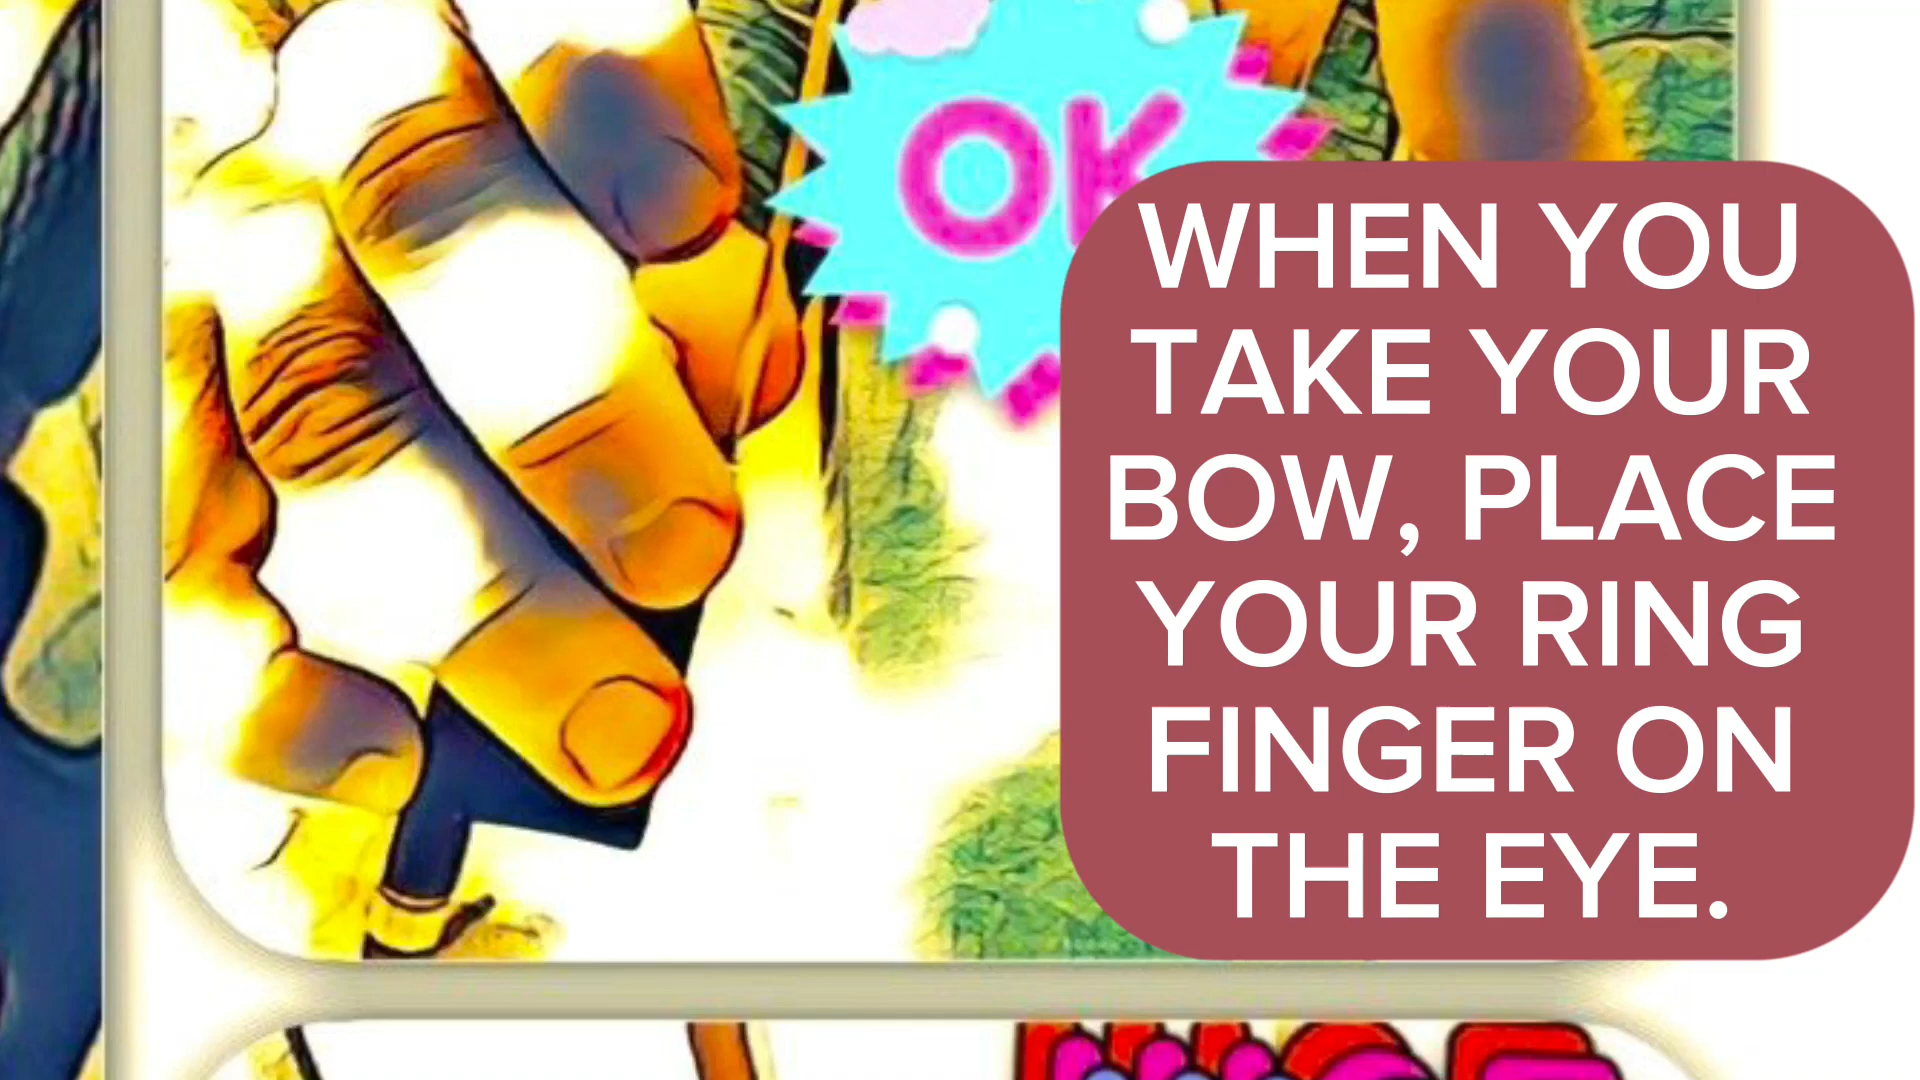 OK
WHEN YOU
TAKE YOUR
BOW, PLACE
YOUR RING
FINGER ON
THE EYE.